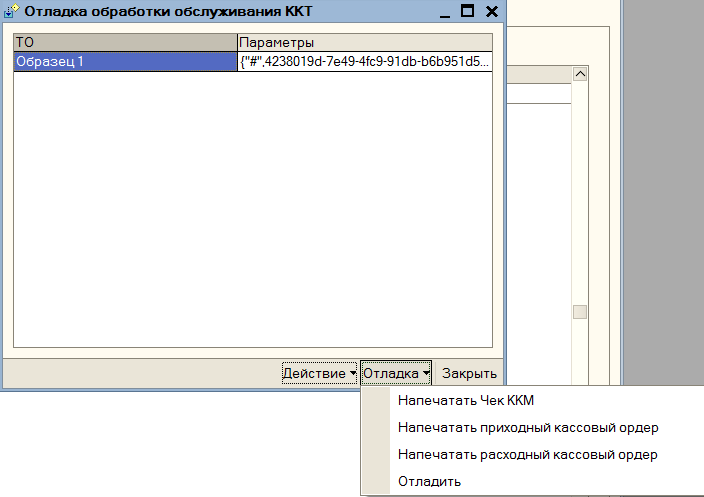 Отладка обработки обслуживания ККТ
ТО Параметры
Образец 1 {"#",4238019d-7e49-4fc9-91db-b6b951d5...
Действие Отладка Закрыть
Напечатать Чек ККМ
Напечатать приходный кассовый ордер
Напечатать расходный кассовый ордер
Отладить